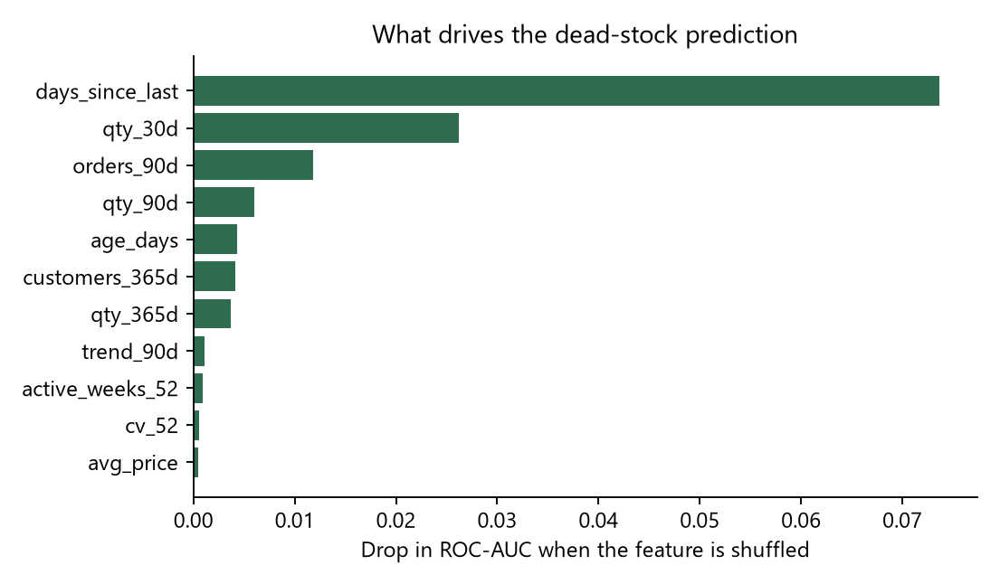 What drives the dead-stock prediction
days_since_last
qty_30d
orders_90d
qty_90d
age_days
customers_365d
qty_365d
trend_90d
active_weeks_52
cv_52
avg_price
0.00 0.01 0.02 0.03 0.04 0.05 0.06 0.07
Drop in ROC-AUC when the feature is shuffled